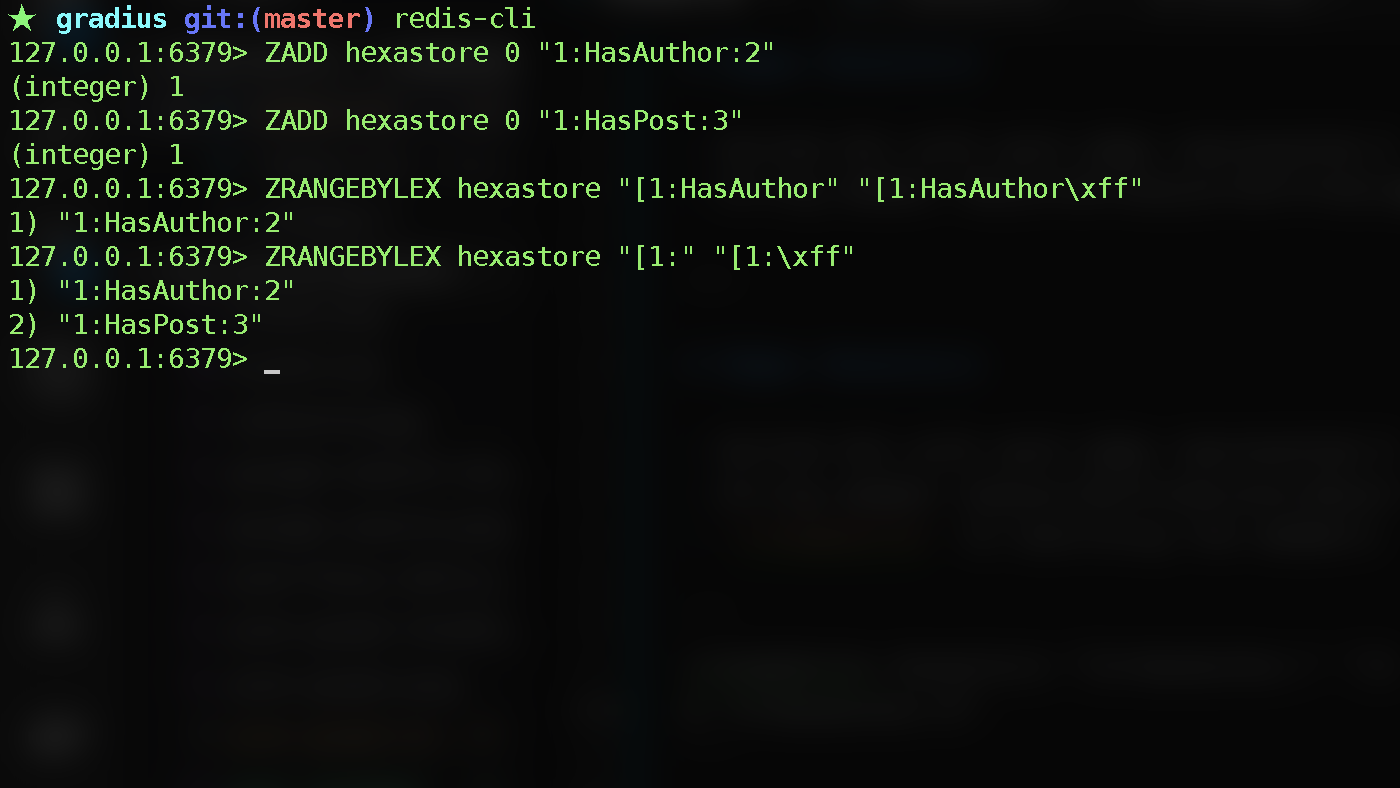 ★ gradius git:(master) redis-cli
127.0.0.1:6379> ZADD hexastore 0 "1:HasAuthor:2"
(integer) 1
127.0.0.1:6379> ZADD hexastore 0 "1:HasPost:3"
(integer) 1
127.0.0.1:6379> ZRANGEBYLEX hexastore "[1:HasAuthor" "[1:HasAuthor\xff"
1) "1:HasAuthor:2"
127.0.0.1:6379> ZRANGEBYLEX hexastore "[1:" "[1:\xff"
1) "1:HasAuthor:2"
2) "1:HasPost:3"
127.0.0.1:6379> _